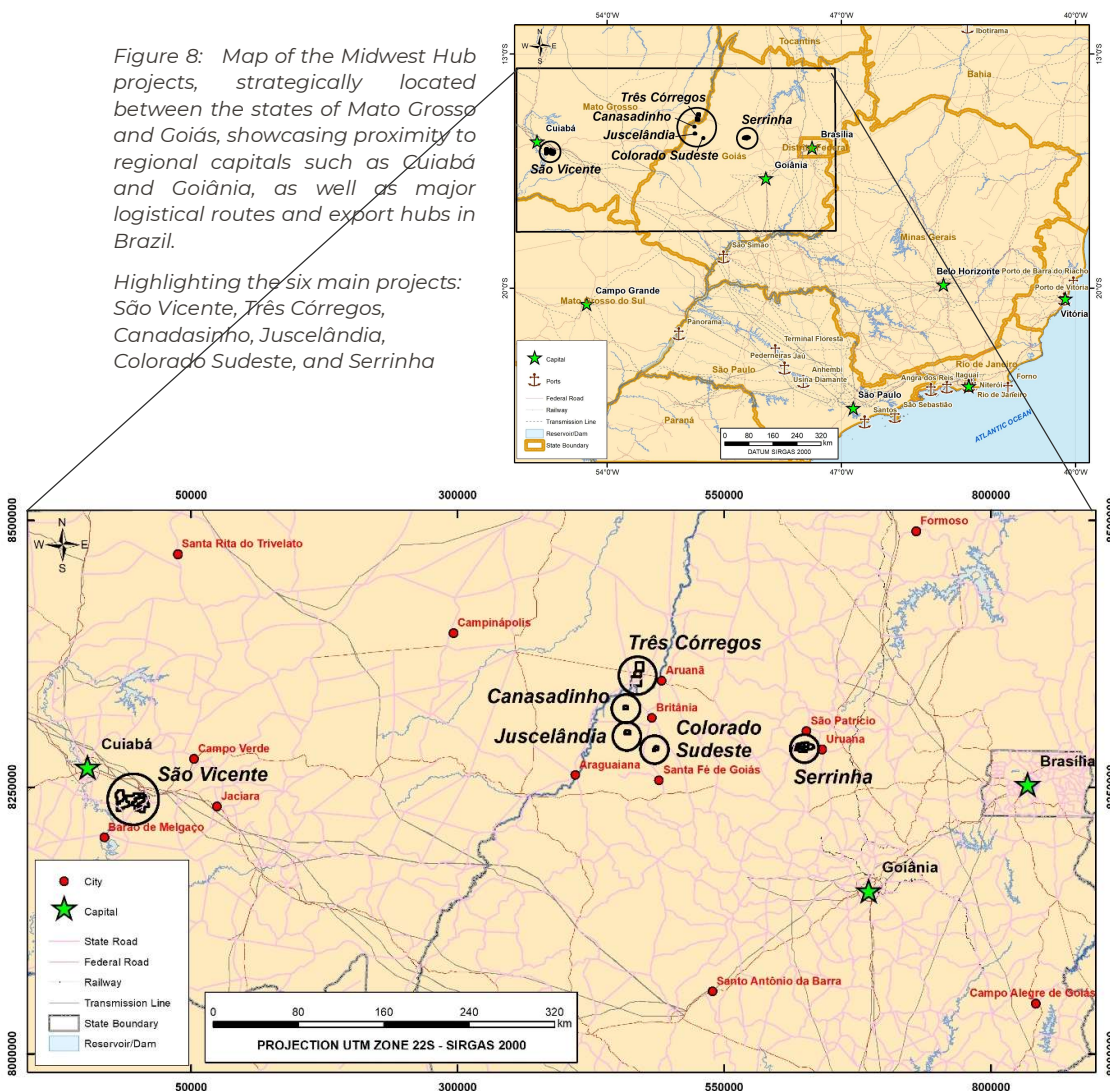 Figure 8: Map of the Midwest Hub
projects, strategically located
between the states of Mato Grosso
and Goiás, showcasing proximity to
regional capitals such as Cuiabá
and Goiânia, as well as major
logistical routes and export hubs in
Brazil.
Highlighting the six main projects:
São Vicente, Três Córregos,
Canadasinho, Juscelândia,
Colorado Sudeste, and Serrinha
54°0'W
47°0'W
40°0'W
13°0'S
13°0'S
N
W E
S
Ibotirama
Tocantins
Bahia
Três Córregos
Mato Grosso
Canasadinho
Serrinha
Cuiabá
Juscelândia
Brasília
Distrito Federal
Colorado Sudeste
Goiás
São Vicente
Goiânia
Minas Gerais
São Simão
Belo Horizonte
Porto de Barra do Riacho
20°0'S
20°0'S
Campo Grande
Porto de Vitória
Mato Grosso do Sul
Vitória
Panorama
Terminal Floresta
Pederneiras
Jaú
Rio de Janeiro
São Paulo
Anhembi
Itaguaí
Forno
Usina Diamante
Angra dos Reis
Niterói
Rio de Janeiro
São Paulo
São Sebastião
Santos
Paraná
ATLANTIC OCEAN
Capital
Ports
Federal Road
Railway
Transmission Line
Reservoir/Dam
State Boundary
0 80 160 240 320
km
DATUM SIRGAS 2000
54°0'W
47°0'W
40°0'W
50000
300000
550000
800000
8500000
8500000
N
W E
S
Formoso
Santa Rita do Trivelato
Campinápolis
Três Córregos
Aruanã
Canasadinho
Britânia
São Patrício
Juscelândia
Colorado
Sudeste
Uruana
Cuiabá
Campo Verde
Araguaiana
Santa Fé de Goiás
Serrinha
Brasília
São Vicente
8250000
Jaciara
Barão de Melgaço
Goiânia
City
Capital
State Road
Federal Road
Railway
Transmission Line
State Boundary
Reservoir/Dam
Santo Antônio da Barra
Campo Alegre de Goiás
0 80 160 240 320
km
PROJECTION UTM ZONE 22S - SIRGAS 2000
8000000
50000
300000
550000
800000